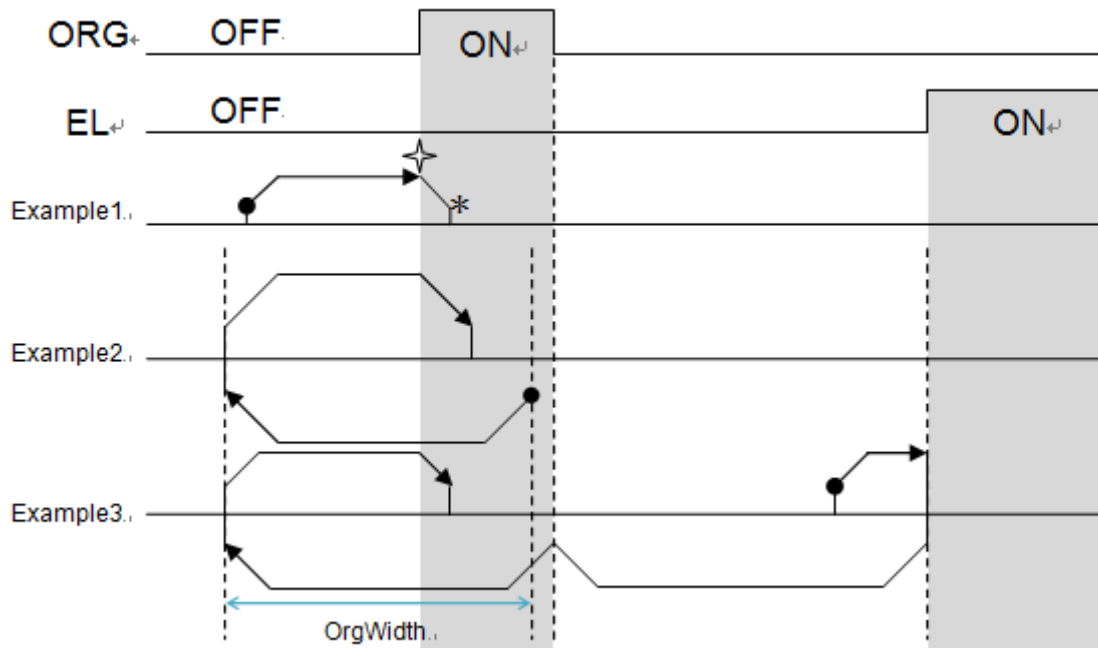 ORG OFF ON
EL OFF ON
Example1
*
Example2
Example3
OrgWidth